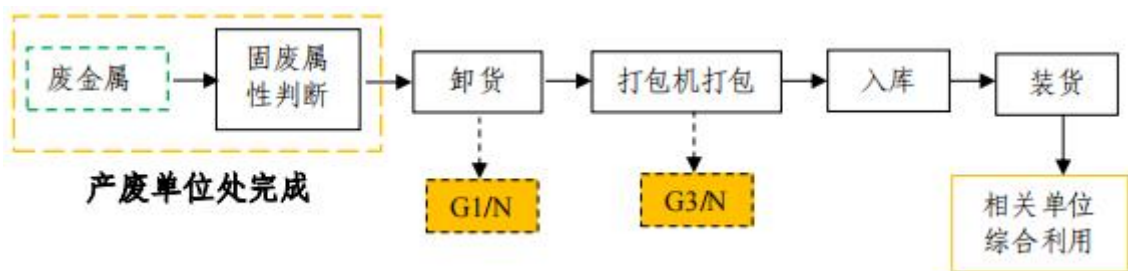 废金属
固废属
性判断
卸货
打包机打包
入库
装货
产废单位处完成
G1/N
G3/N
相关单位
综合利用